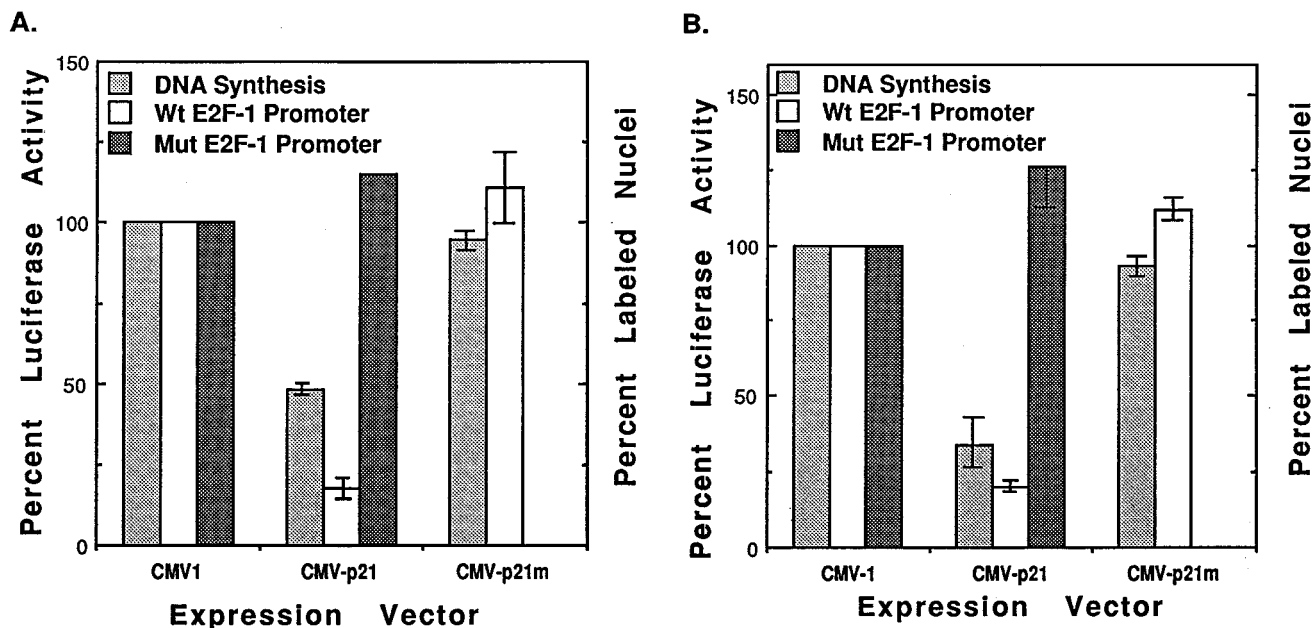 A.
Percent Luciferase Activity
150
100
50
0
DNA Synthesis
Wt E2F-1 Promoter
Mut E2F-1 Promoter
CMV1 CMV-p21 CMV-p21m
Expression Vector
Percent Labeled Nuclei
B.
Percent Luciferase Activity
150
100
50
0
DNA Synthesis
Wt E2F-1 Promoter
Mut E2F-1 Promoter
CMV-1 CMV-p21 CMV-p21m
Expression Vector
Percent Labeled Nuclei